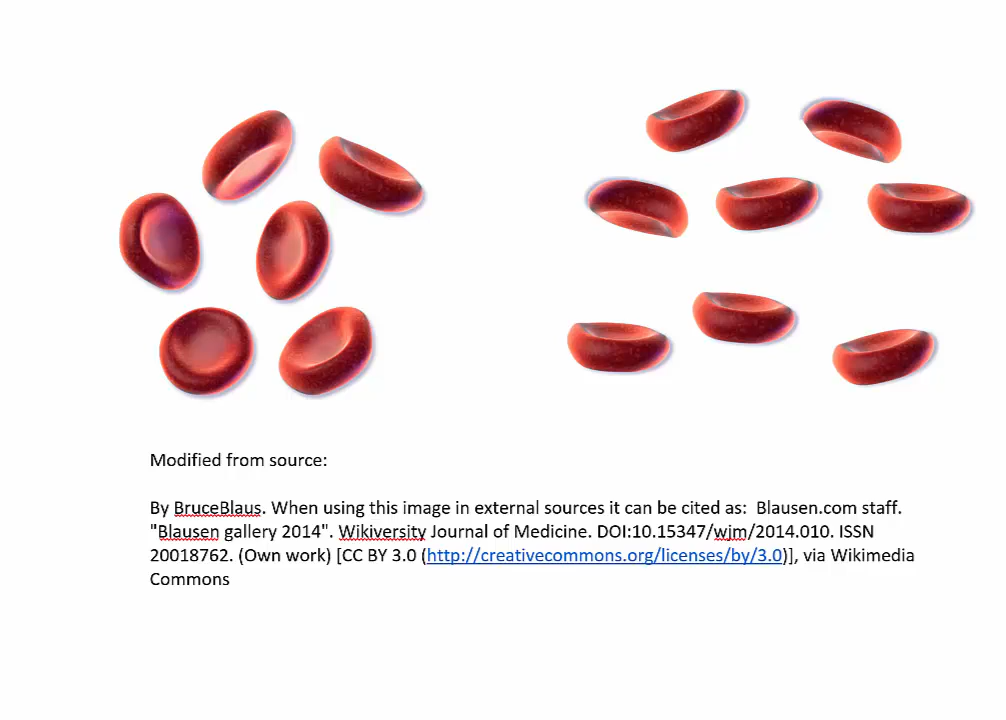 Modified from source:
By BruceBlaus. When using this image in external sources it can be cited as:  Blausen.com staff.
"Blausen gallery 2014". Wikiversity Journal of Medicine. DOI:10.15347/wjm/2014.010. ISSN
20018762. (Own work) [CC BY 3.0 (http://creativecommons.org/licenses/by/3.0)], via Wikimedia
Commons